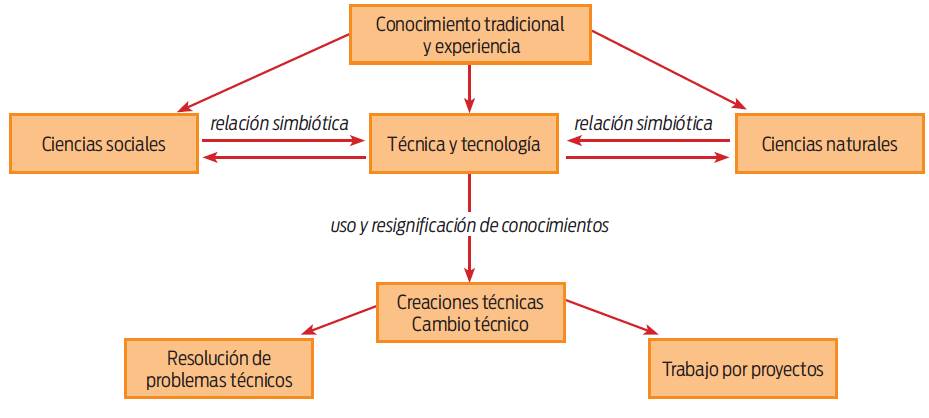 Conocimiento tradicional
y experiencia
relación simbiótica
relación simbiótica
Ciencias sociales
Técnica y tecnología
Ciencias naturales
uso y resignificación de conocimientos
Creaciones técnicas
Cambio técnico
Resolución de
problemas técnicos
Trabajo por proyectos